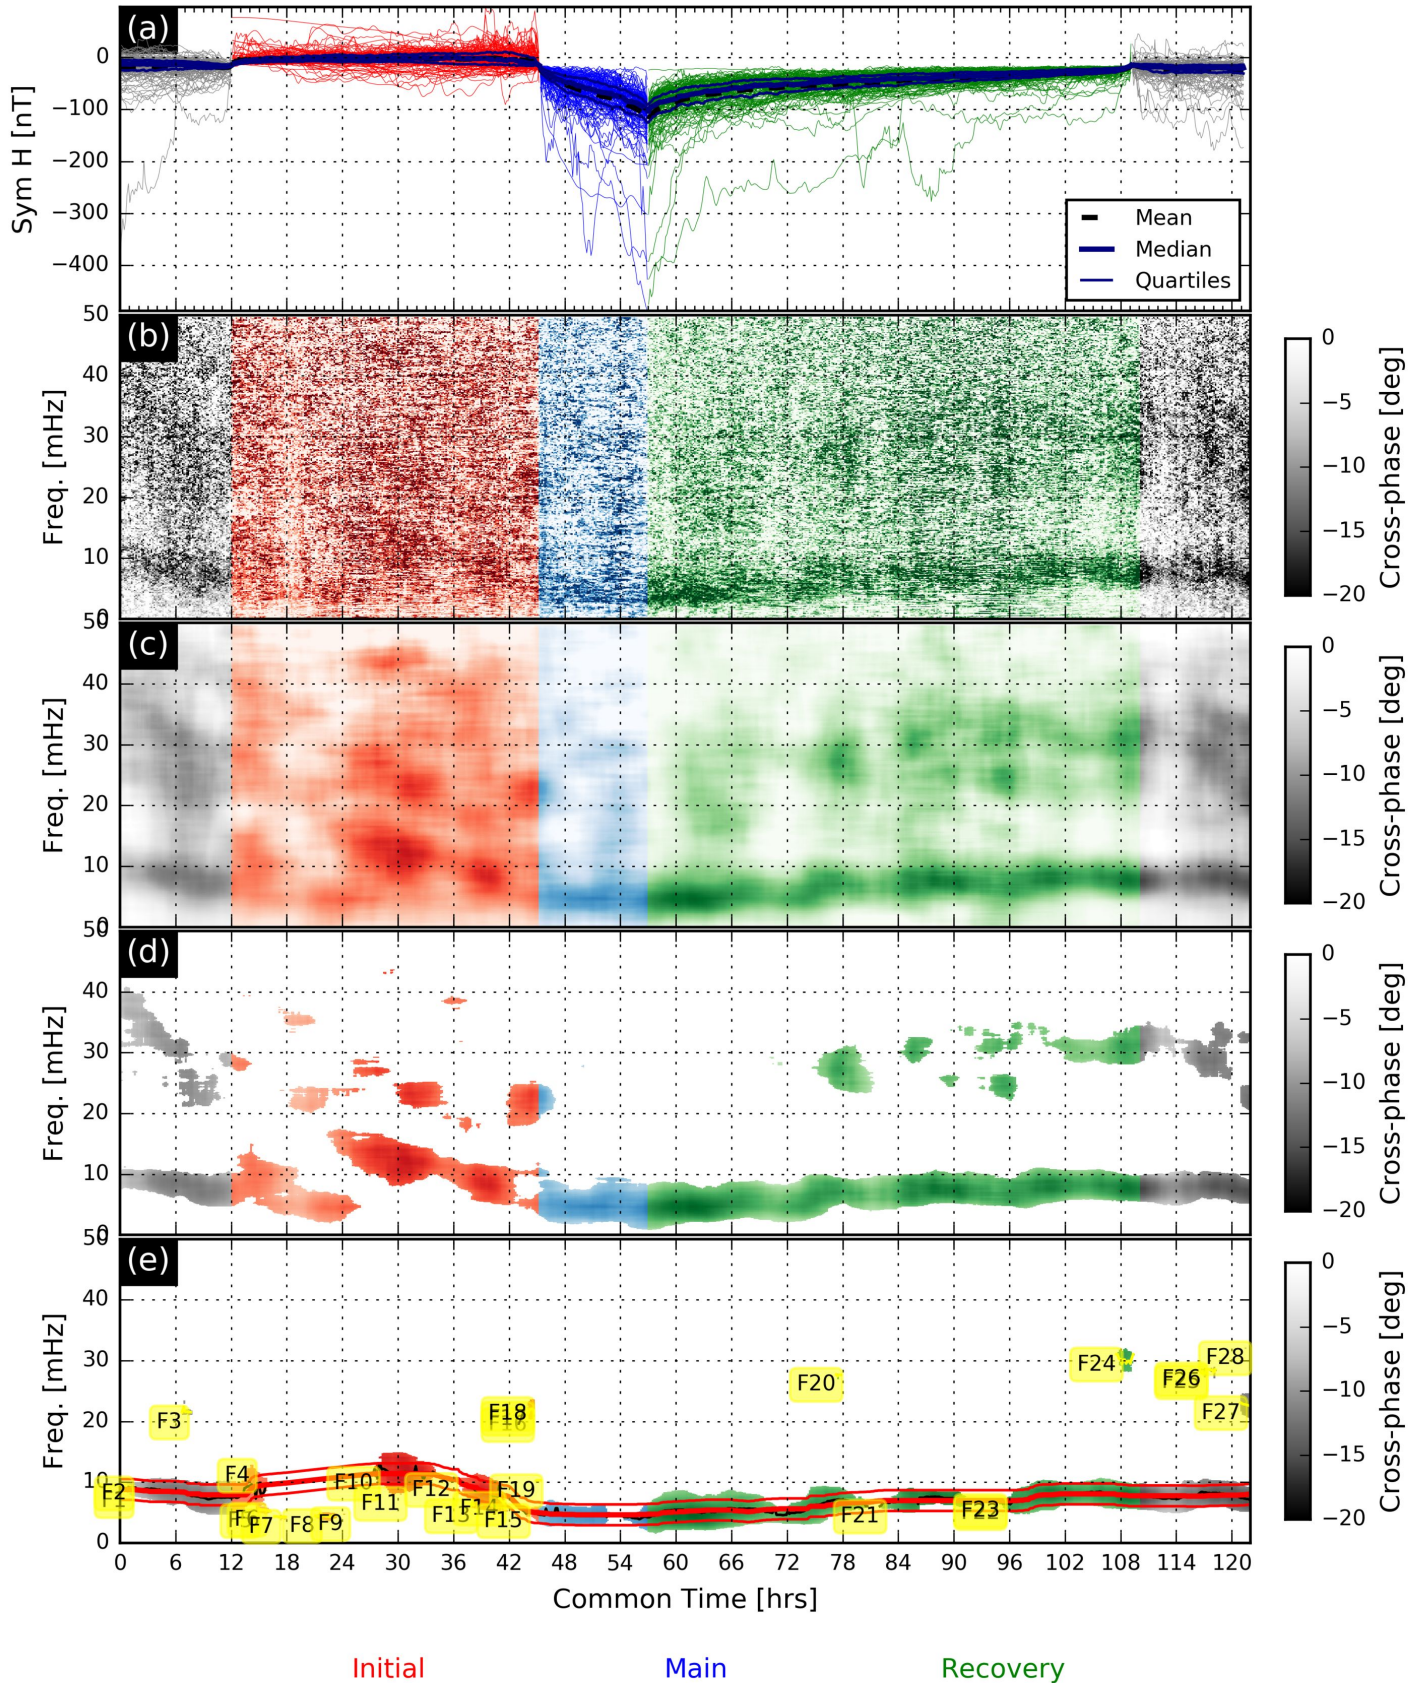 (a)
Sym H [nT]
0
−100
−200
−300
−400
Mean
Median
Quartiles
(b)
Freq. [mHz]
50
40
30
20
10
0
Cross-phase [deg]
0
−5
−10
−15
−20
(c)
Freq. [mHz]
50
40
30
20
10
0
Cross-phase [deg]
0
−5
−10
−15
−20
(d)
Freq. [mHz]
50
40
30
20
10
0
Cross-phase [deg]
0
−5
−10
−15
−20
(e)
Freq. [mHz]
50
40
30
20
10
0
F2
F1
F3
F4
F6
F7
F8
F9
F10
F11
F12
F13
F14
F15
F18
F16
F19
F20
F21
F23
F24
F26
F27
F28
Cross-phase [deg]
0
−5
−10
−15
−20
0 6 12 18 24 30 36 42 48 54 60 66 72 78 84 90 96 102 108 114 120
Common Time [hrs]
Initial Main Recovery